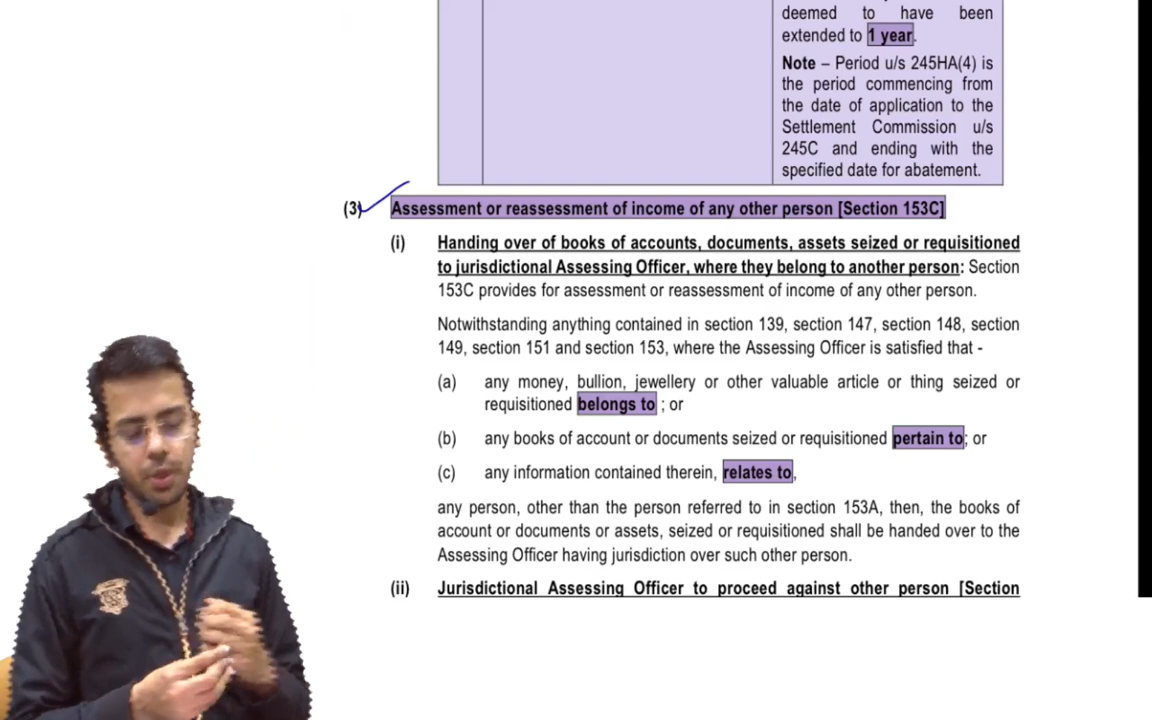 deemed to have been
extended to 1 year.
Note – Period u/s 245HA(4) is
the period commencing from
the date of application to the
Settlement Commission u/s
245C and ending with the
specified date for abatement.
(3) Assessment or reassessment of income of any other person [Section 153C]
(i) Handing over of books of accounts, documents, assets seized or requisitioned
to jurisdictional Assessing Officer, where they belong to another person: Section
153C provides for assessment or reassessment of income of any other person.
Notwithstanding anything contained in section 139, section 147, section 148, section
149, section 151 and section 153, where the Assessing Officer is satisfied that -
(a) any money, bullion, jewellery or other valuable article or thing seized or
requisitioned belongs to ; or
(b) any books of account or documents seized or requisitioned pertain to; or
(c) any information contained therein, relates to,
any person, other than the person referred to in section 153A, then, the books of
account or documents or assets, seized or requisitioned shall be handed over to the
Assessing Officer having jurisdiction over such other person.
(ii) Jurisdictional Assessing Officer to proceed against other person [Section